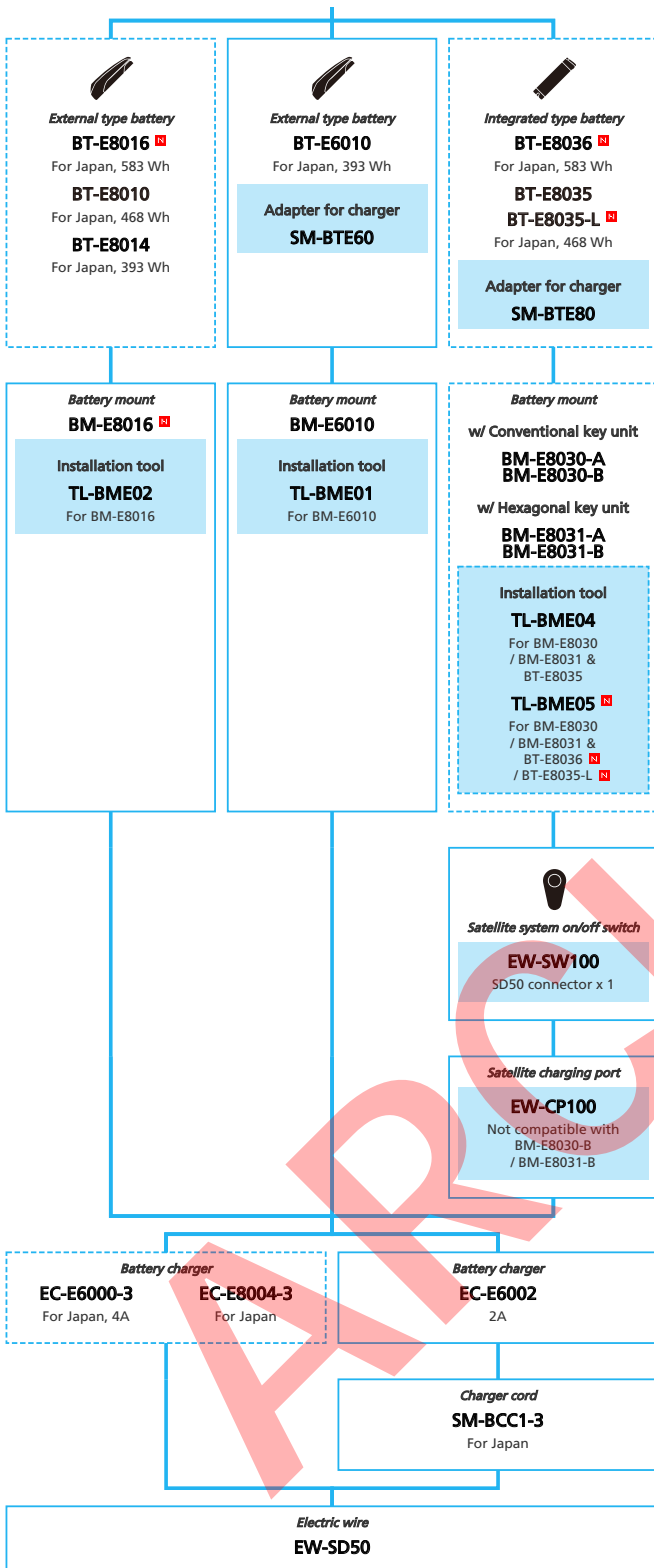 External type battery
BT-E8016 N
For Japan, 583 Wh
BT-E8010
For Japan, 468 Wh
BT-E8014
For Japan, 393 Wh
External type battery
BT-E6010
For Japan, 393 Wh
Adapter for charger
SM-BTE60
Integrated type battery
BT-E8036 N
For Japan, 583 Wh
BT-E8035
BT-E8035-L N
For Japan, 468 Wh
Adapter for charger
SM-BTE80
Battery mount
BM-E8016 N
Installation tool
TL-BME02
For BM-E8016
Battery mount
BM-E6010
Installation tool
TL-BME01
For BM-E6010
Battery mount
w/ Conventional key unit
BM-E8030-A
BM-E8030-B
w/ Hexagonal key unit
BM-E8031-A
BM-E8031-B
Installation tool
TL-BME04
For BM-E8030
/ BM-E8031 &
BT-E8035
TL-BME05 N
For BM-E8030
/ BM-E8031 &
BT-E8036 N
/ BT-E8035-L N
Satellite system on/off switch
EW-SW100
SD50 connector x 1
Satellite charging port
EW-CP100
Not compatible with
BM-E8030-B
/ BM-E8031-B
Battery charger
EC-E6000-3
For Japan, 4A
EC-E8004-3
For Japan
Battery charger
EC-E6002
2A
Charger cord
SM-BCC1-3
For Japan
Electric wire
EW-SD50
ARC